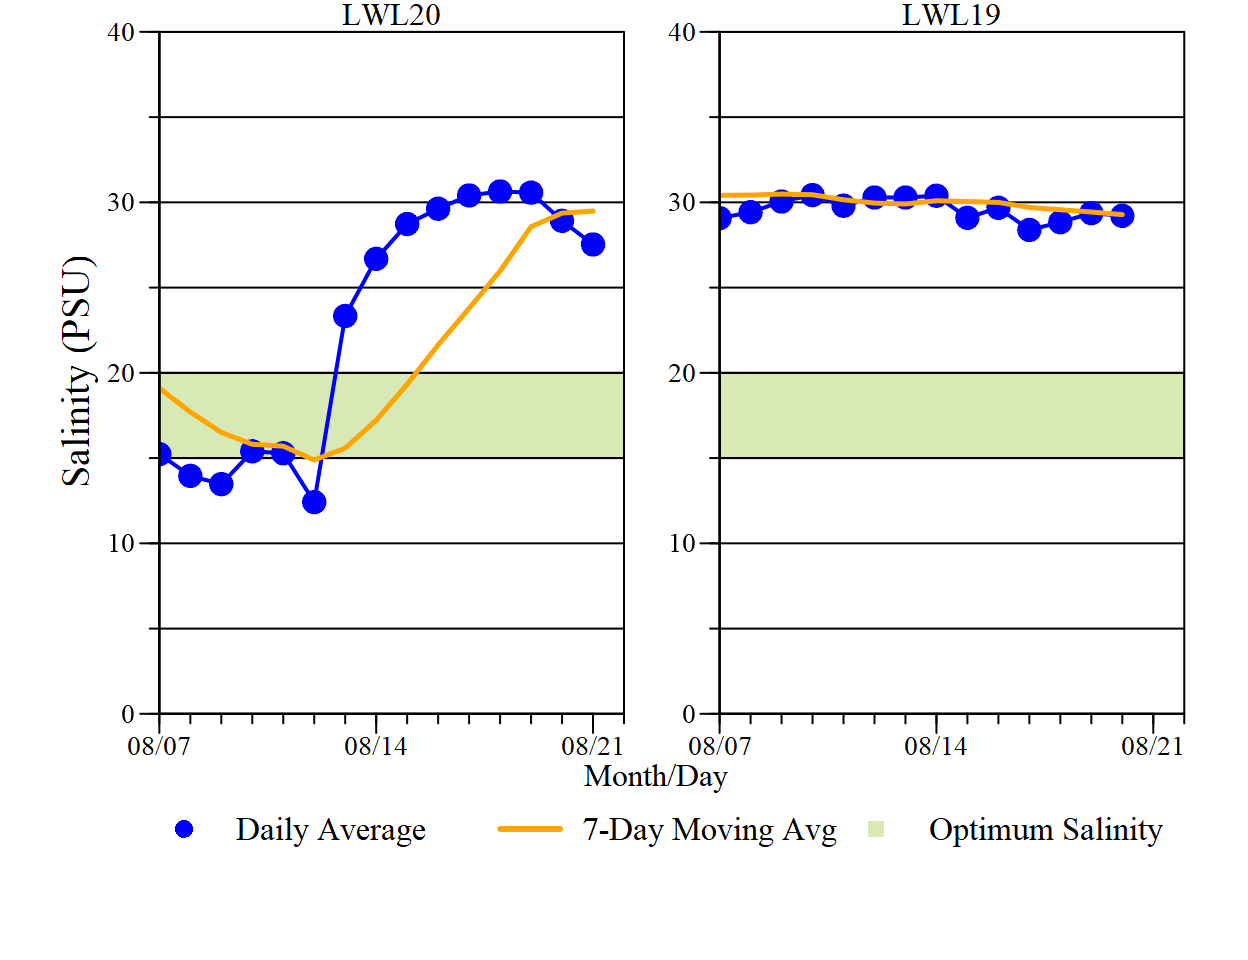 LWL20 LWL19
40 40
30 30
20 20
10 10
0 0
Salinity (PSU)
08/07 08/14 08/21 08/07 08/14 08/21
Month/Day
Daily Average 7-Day Moving Avg Optimum Salinity